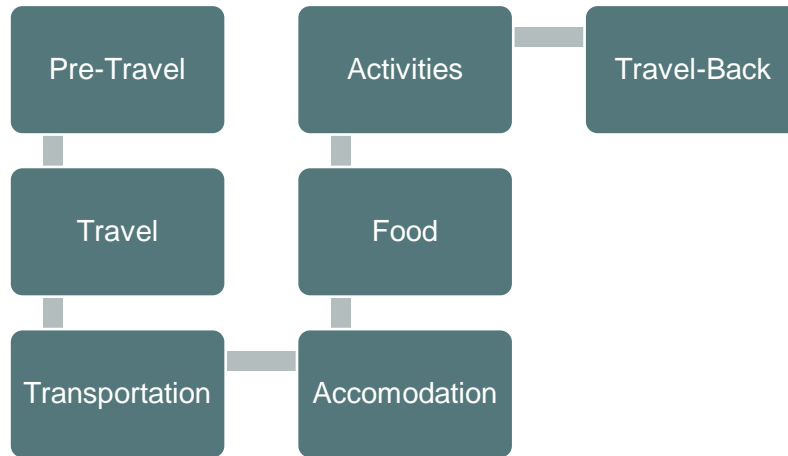 Pre-Travel
Travel
Transportation
Accomodation
Food
Activities
Travel-Back